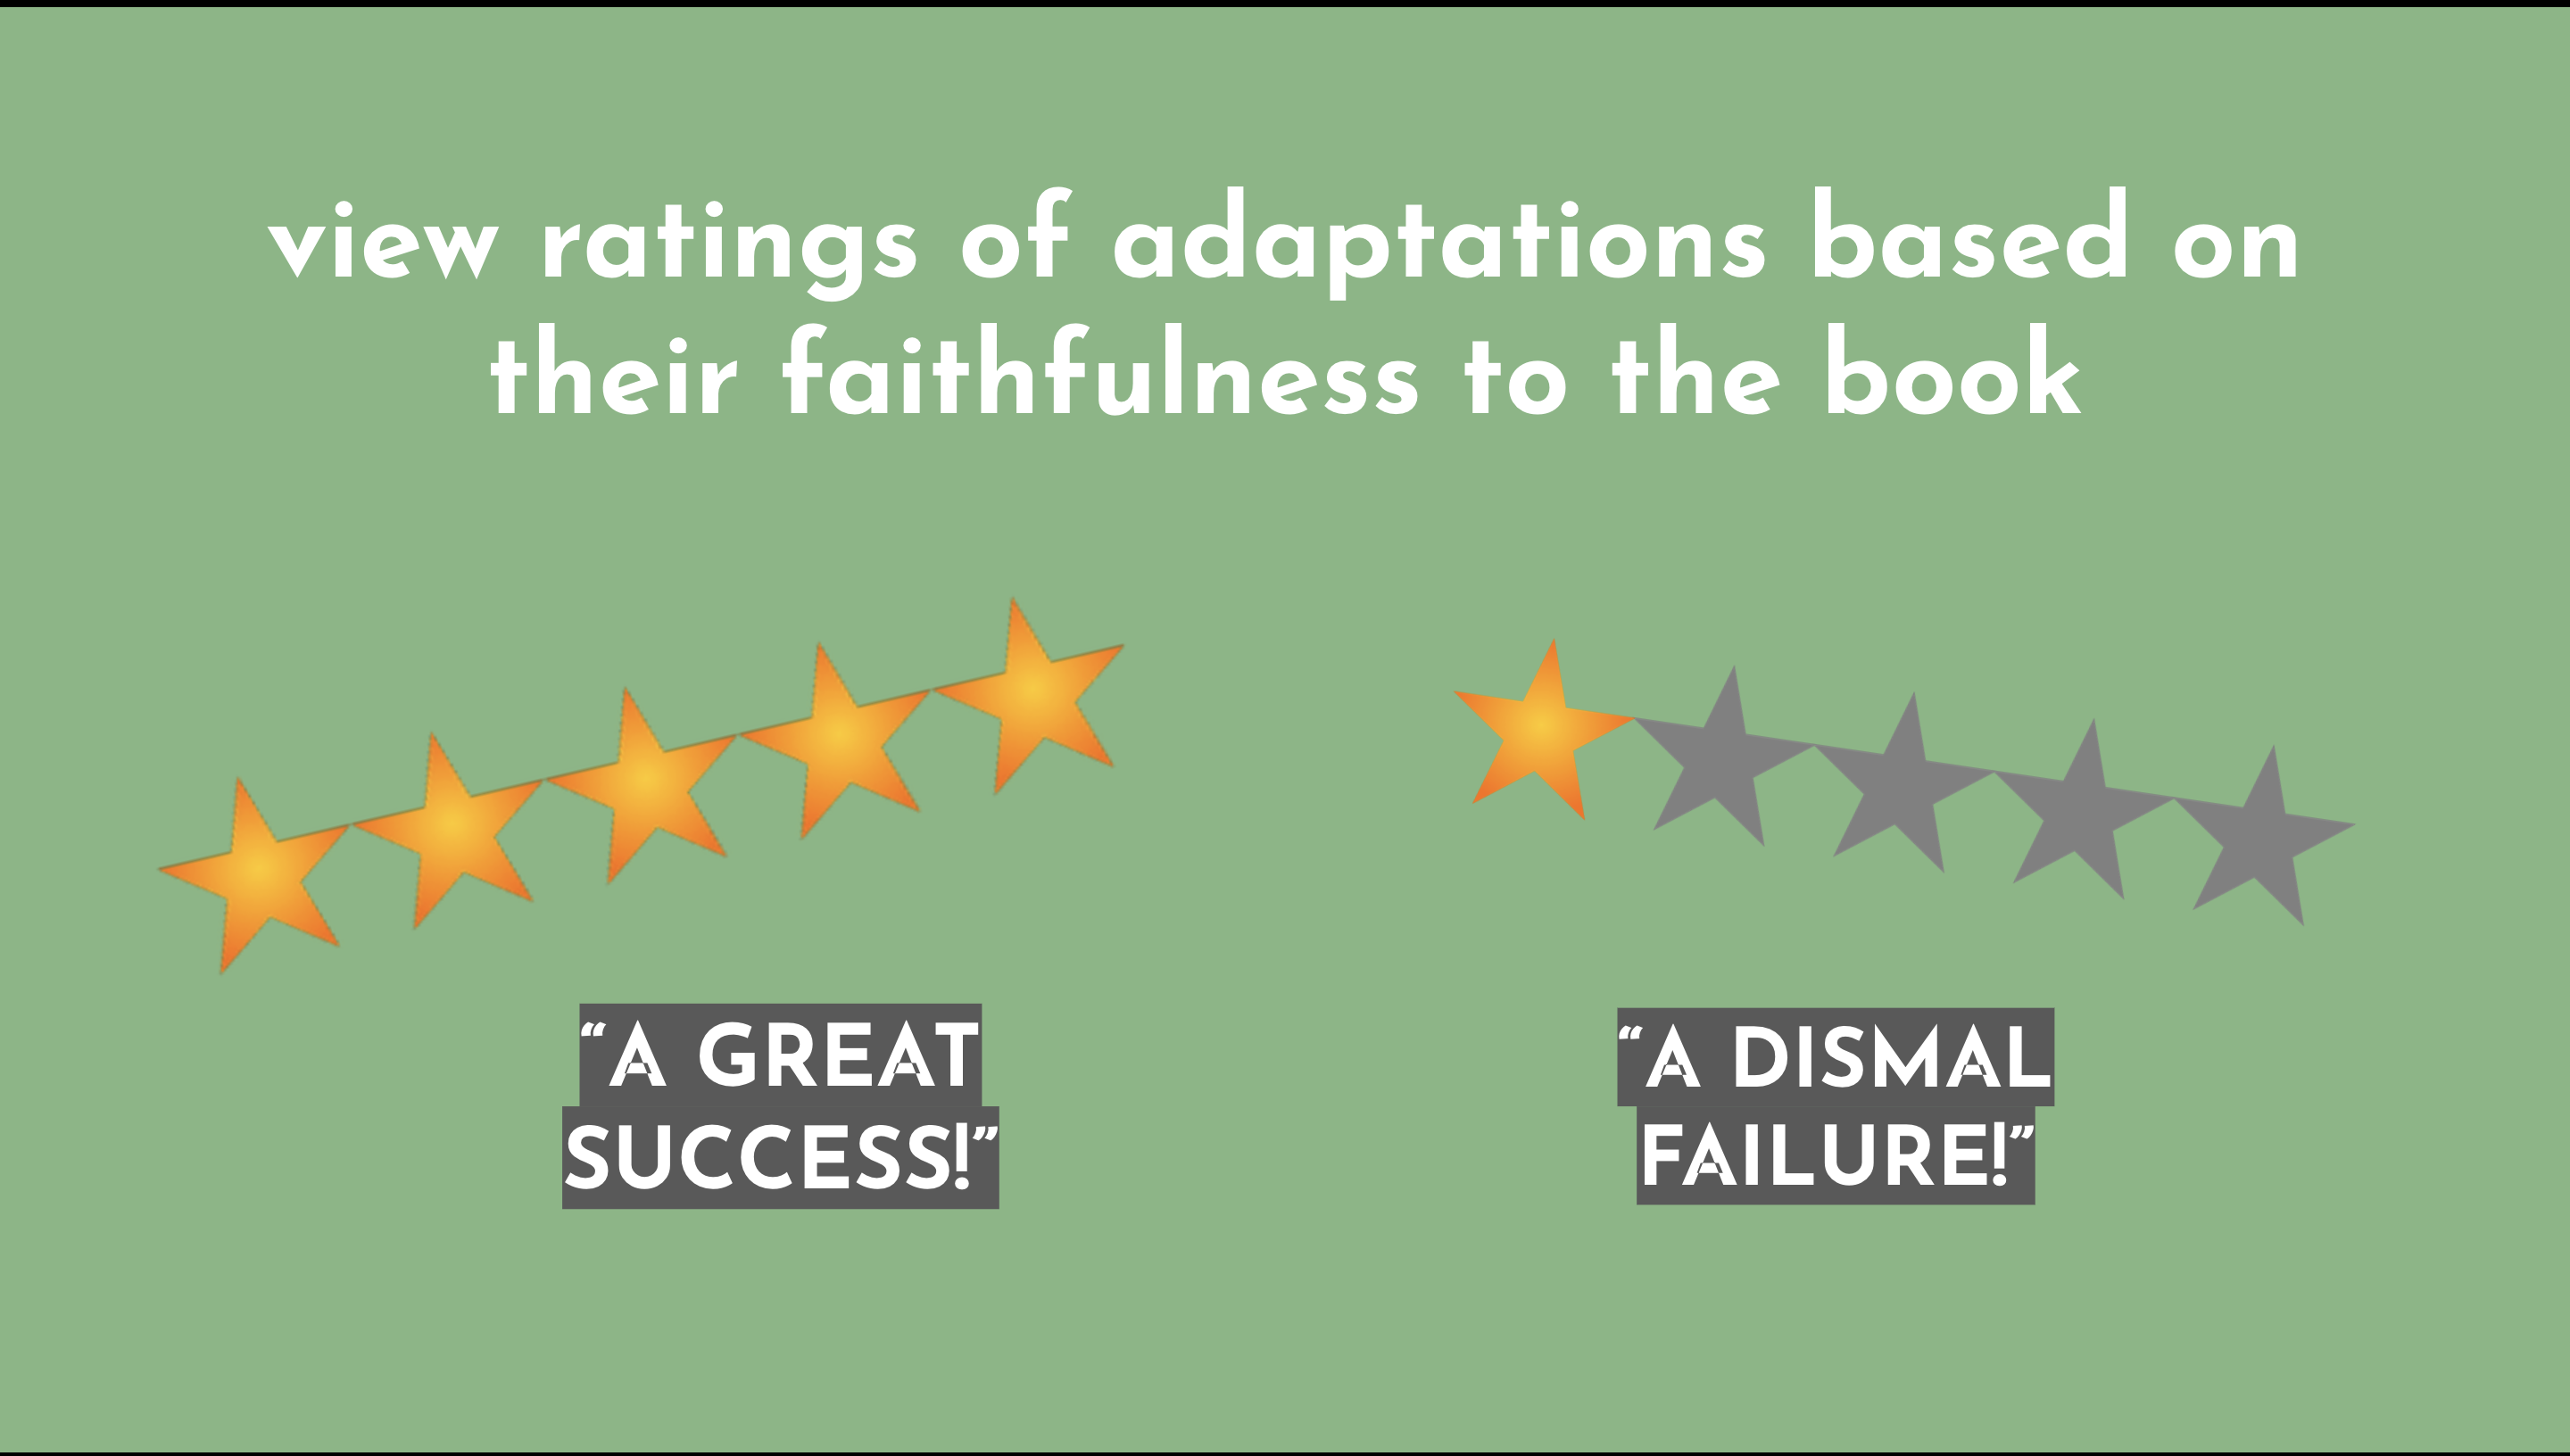 view ratings of adaptations based on
their faithfulness to the book
“A GREAT
SUCCESS!”
“A DISMAL
FAILURE!”